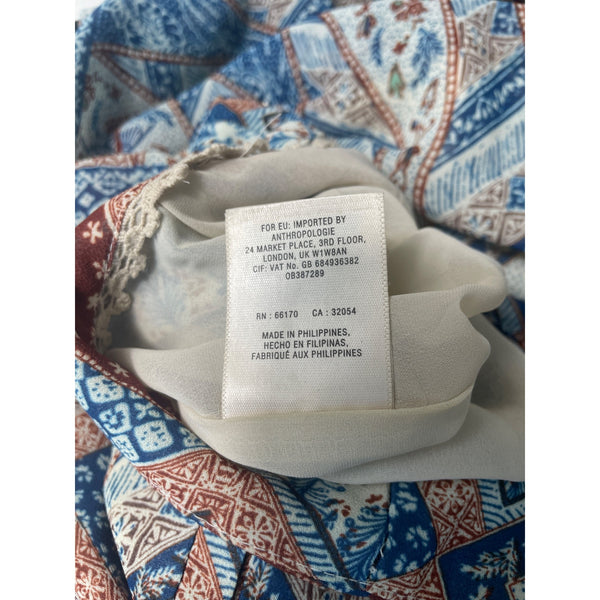 FOR EU: IMPORTED BY
ANTHROPOLOGIE
24 MARKET PLACE, 3RD FLOOR,
LONDON, UK W1W8AN
CIF: VAT No. GB 684936382
OB387289
RN : 66170 CA : 32054
MADE IN PHILIPPINES,
HECHO EN FILIPINAS,
FABRIQUÉ AUX PHILIPPINES